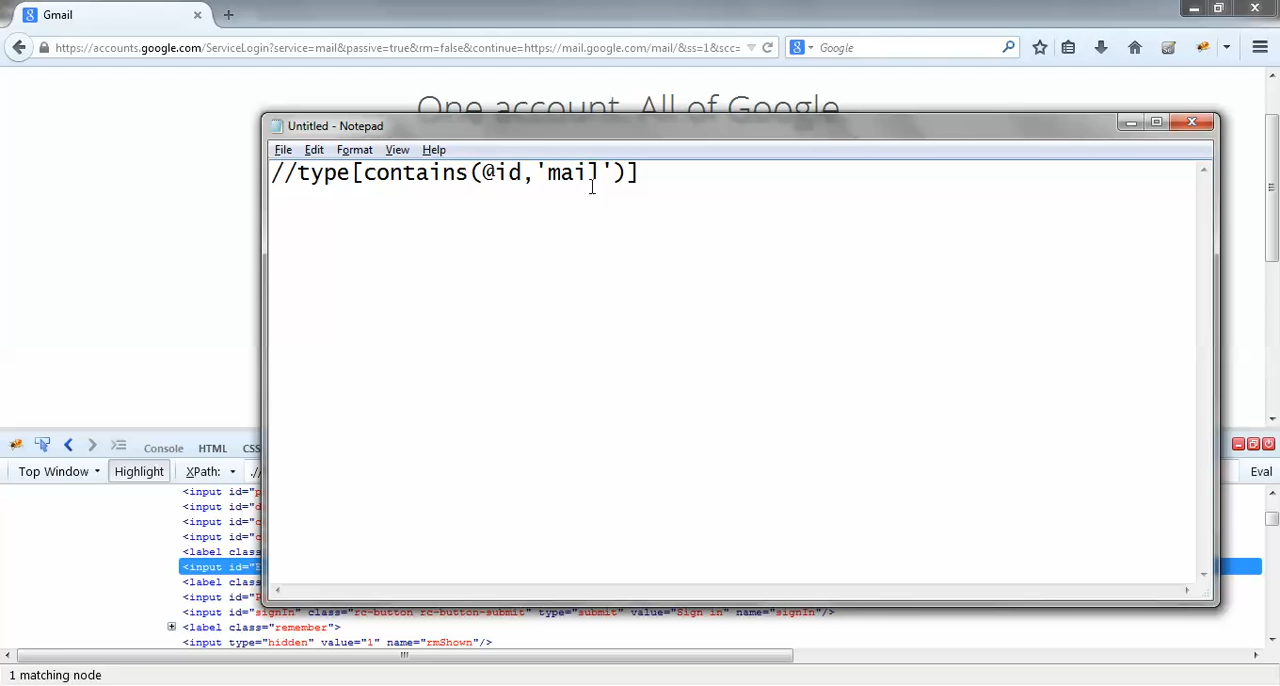 Gmail
https://accounts.google.com/ServiceLogin?service=mail&passive=true&rm=false&continue=https://mail.google.com/mail/&ss=1&scc=
Google
One account. All of Google
Untitled - Notepad
File Edit Format View Help
//type[contains(@id,'mail')]
Console HTML CSS
Top Window Highlight XPath: .// Eval
<input id="p
<input id="d
<input id="c
<input id="c
<label class
<input id="E
<label class
<input id="P
<input id="signIn" class="rc-button rc-button-submit" type="submit" value="Sign in" name="signIn"/>
<label class="remember">
<input type="hidden" value="1" name="rmShown"/>
1 matching node